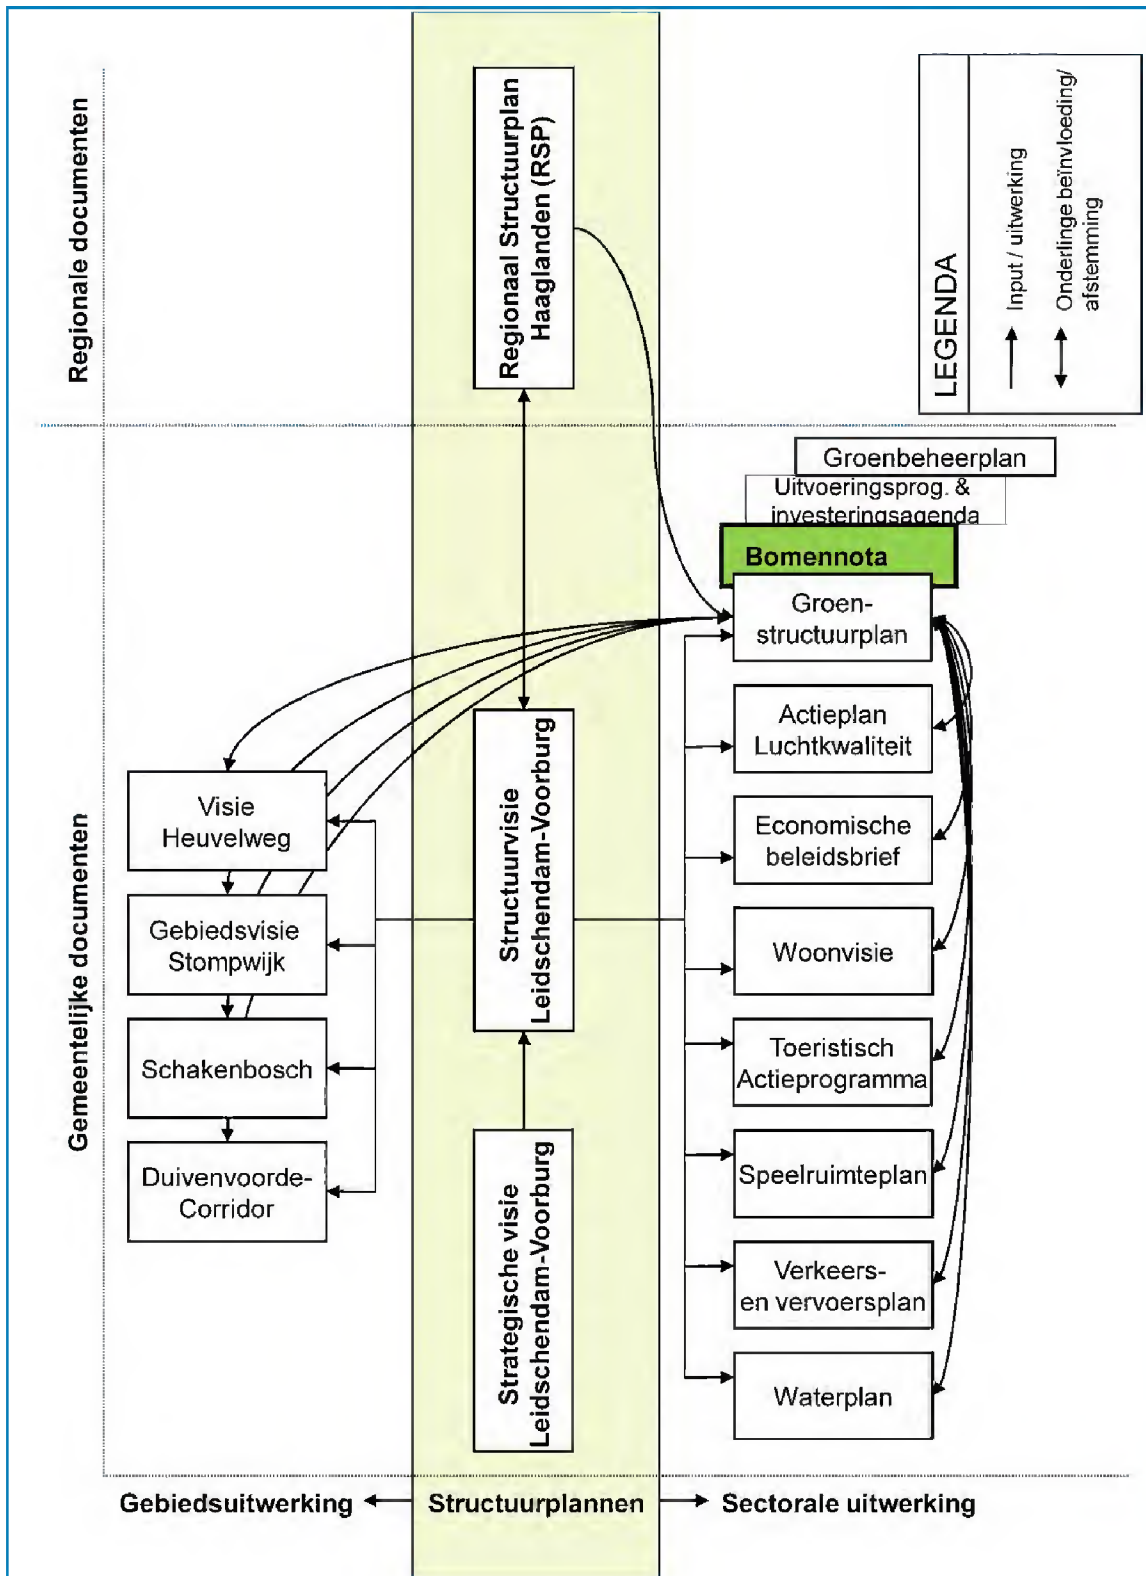 Regionale documenten
Regionaal Structuurplan
Haaglanden (RSP)
LEGENDA
Input / uitwerking
Onderlinge beïnvloeding/
afstemming
Groenbeheerplan
Uitvoeringsprog. &
investeringsagenda
Bomennota
Groen-
structuurplan
Actieplan
Luchtkwaliteit
Economische
beleidsbrief
Woonvisie
Toeristisch
Actieprogramma
Speelruimteplan
Verkeers-
en vervoersplan
Waterplan
Gemeentelijke documenten
Visie
Heuvelweg
Gebiedsvisie
Stompwijk
Schakenbosch
Duivenvoorde-
Corridor
Structuurvisie
Leidschendam-Voorburg
Strategische visie
Leidschendam-Voorburg
Gebiedsuitwerking
Structuurplannen
Sectorale uitwerking